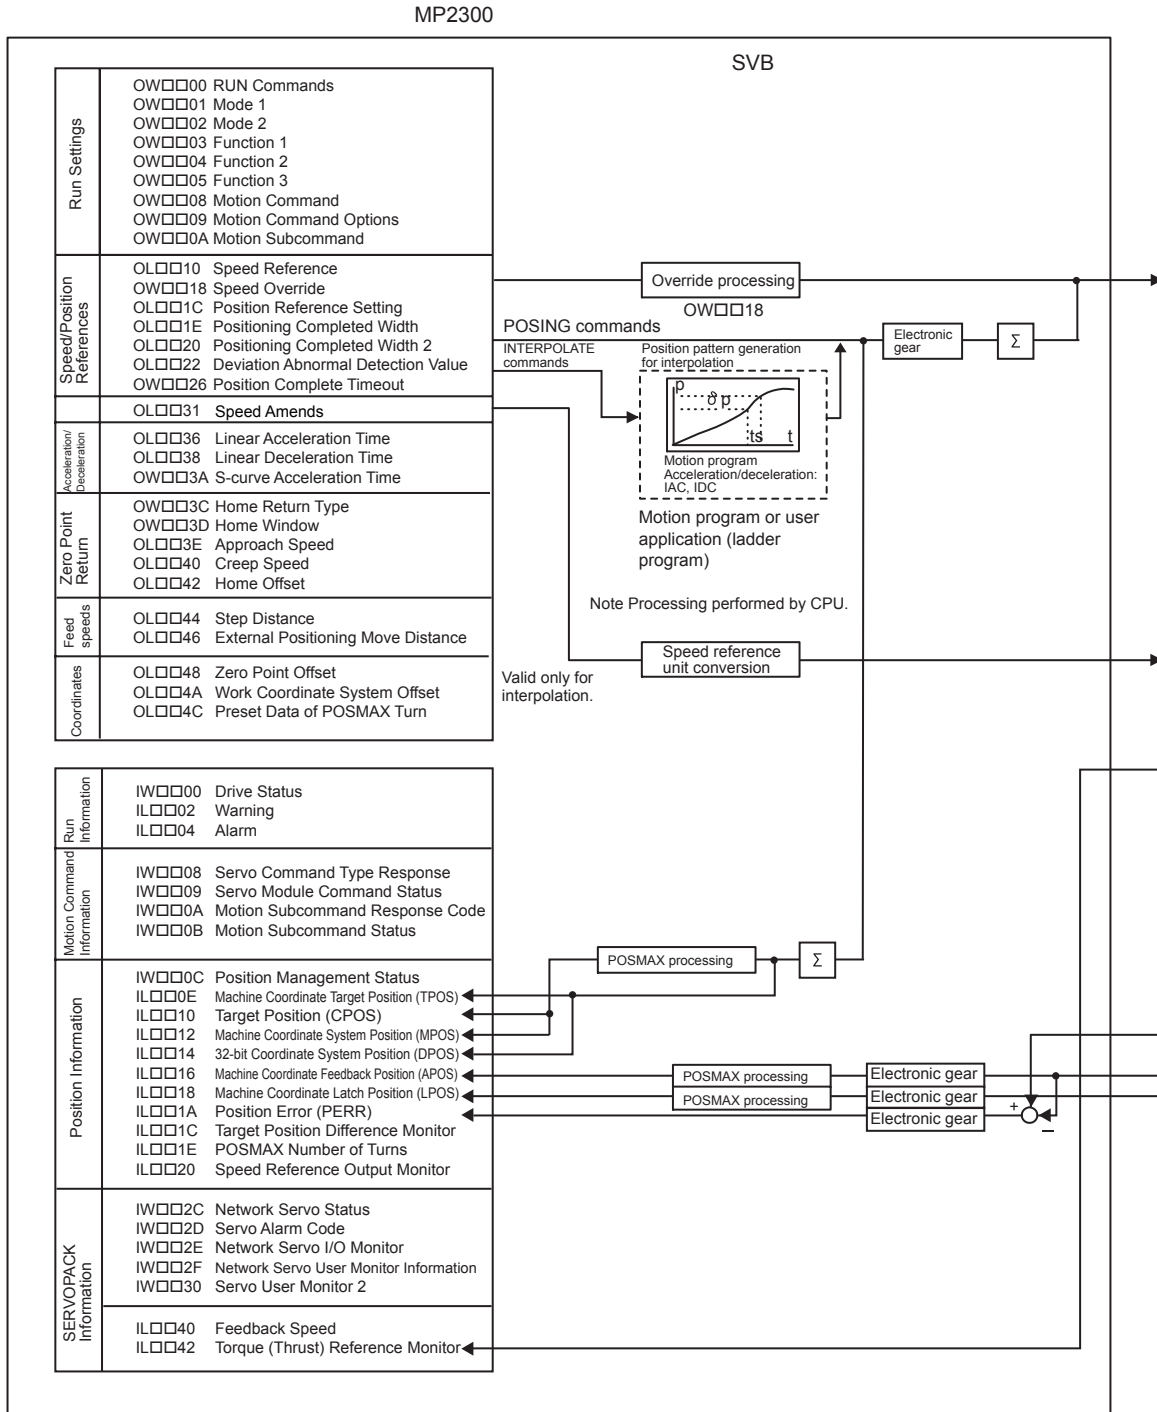 MP2300
SVB
Run Settings
OW□□00 RUN Commands
OW□□01 Mode 1
OW□□02 Mode 2
OW□□03 Function 1
OW□□04 Function 2
OW□□05 Function 3
OW□□08 Motion Command
OW□□09 Motion Command Options
OW□□0A Motion Subcommand
Speed/Position
References
OL□□10 Speed Reference
OW□□18 Speed Override
OL□□1C Position Reference Setting
OL□□1E Positioning Completed Width
OL□□20 Positioning Completed Width 2
OL□□22 Deviation Abnormal Detection Value
OW□□26 Position Complete Timeout
OL□□31 Speed Amends
Acceleration/
Deceleration
OL□□36 Linear Acceleration Time
OL□□38 Linear Deceleration Time
OW□□3A S-curve Acceleration Time
Zero Point
Return
OW□□3C Home Return Type
OW□□3D Home Window
OL□□3E Approach Speed
OL□□40 Creep Speed
OL□□42 Home Offset
Feed
speeds
OL□□44 Step Distance
OL□□46 External Positioning Move Distance
Coordinates
OL□□48 Zero Point Offset
OL□□4A Work Coordinate System Offset
OL□□4C Preset Data of POSMAX Turn
Override processing
OW□□18
POSING commands
INTERPOLATE
commands
Position pattern generation
for interpolation
Electronic
gear
Σ
p
δ p
ts
t
Motion program
Acceleration/deceleration:
IAC, IDC
Motion program or user
application (ladder
program)
Note Processing performed by CPU.
Speed reference
unit conversion
Valid only for
interpolation.
Run
Information
IW□□00 Drive Status
IL□□02 Warning
IL□□04 Alarm
Motion Command
Information
IW□□08 Servo Command Type Response
IW□□09 Servo Module Command Status
IW□□0A Motion Subcommand Response Code
IW□□0B Motion Subcommand Status
Position Information
IW□□0C Position Management Status
IL□□0E Machine Coordinate Target Position (TPOS)
IL□□10 Target Position (CPOS)
IL□□12 Machine Coordinate System Position (MPOS)
IL□□14 32-bit Coordinate System Position (DPOS)
IL□□16 Machine Coordinate Feedback Position (APOS)
IL□□18 Machine Coordinate Latch Position (LPOS)
IL□□1A Position Error (PERR)
IL□□1C Target Position Difference Monitor
IL□□1E POSMAX Number of Turns
IL□□20 Speed Reference Output Monitor
POSMAX processing
Σ
POSMAX processing
Electronic gear
POSMAX processing
Electronic gear
Electronic gear
+
−
SERVOPACK
Information
IW□□2C Network Servo Status
IW□□2D Servo Alarm Code
IW□□2E Network Servo I/O Monitor
IW□□2F Network Servo User Monitor Information
IW□□30 Servo User Monitor 2
IL□□40 Feedback Speed
IL□□42 Torque (Thrust) Reference Monitor